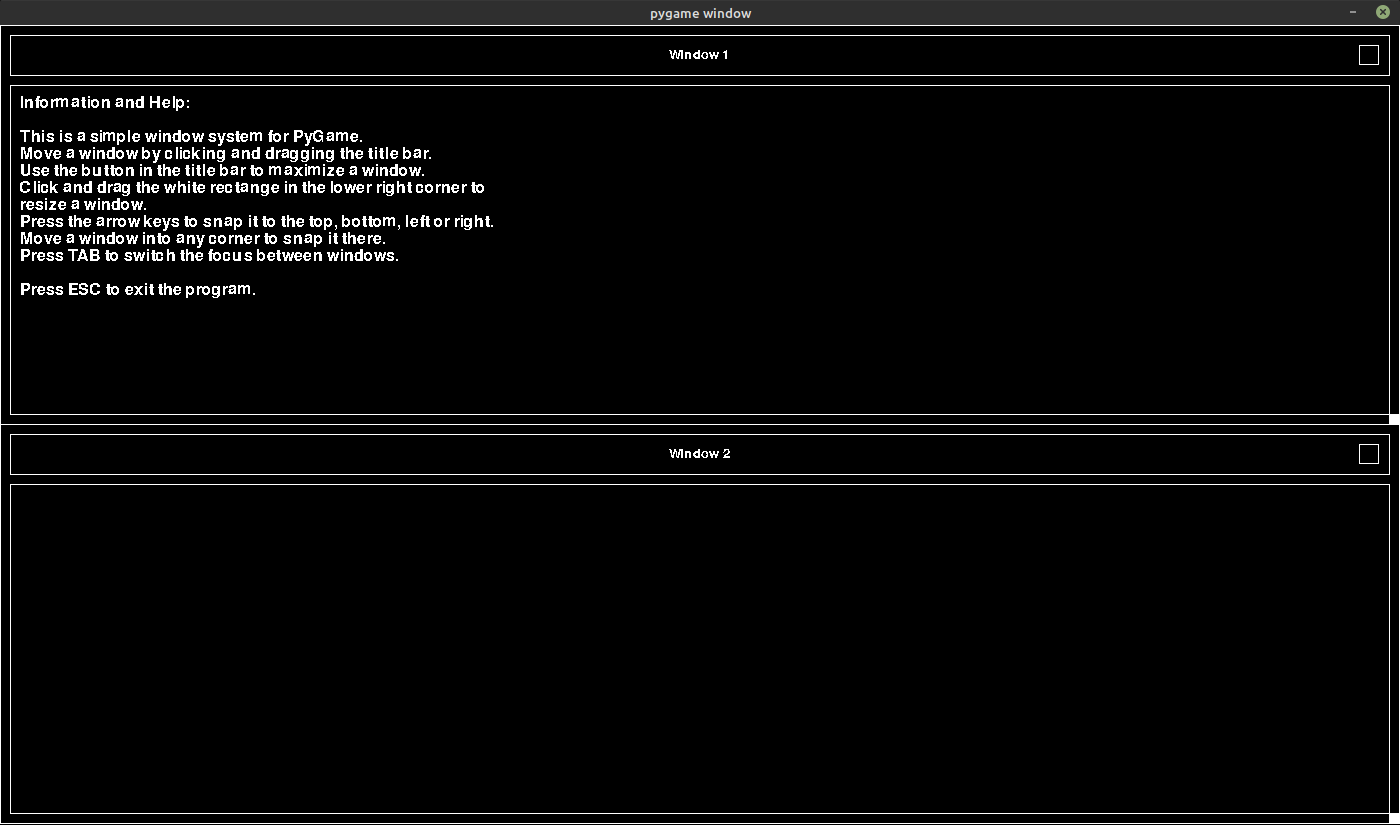 pygame window
Window 1
Information and Help:
This is a simple window system for PyGame.
Move a window by clicking and dragging the title bar.
Use the button in the title bar to maximize a window.
Click and drag the white rectange in the lower right corner to
resize a window.
Press the arrow keys to snap it to the top, bottom, left or right.
Move a window into any corner to snap it there.
Press TAB to switch the focus between windows.
Press ESC to exit the program.
Window 2